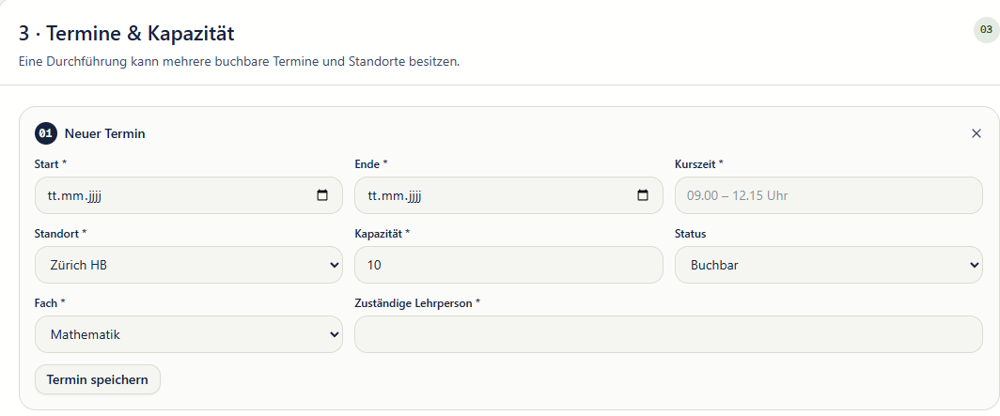 3 · Termine & Kapazität
03
Eine Durchführung kann mehrere buchbare Termine und Standorte besitzen.
01 Neuer Termin
Start * Ende * Kurszeit *
tt.mm.jjjj tt.mm.jjjj 09.00 – 12.15 Uhr
Standort * Kapazität * Status
Zürich HB 10 Buchbar
Fach * Zuständige Lehrperson *
Mathematik
Termin speichern